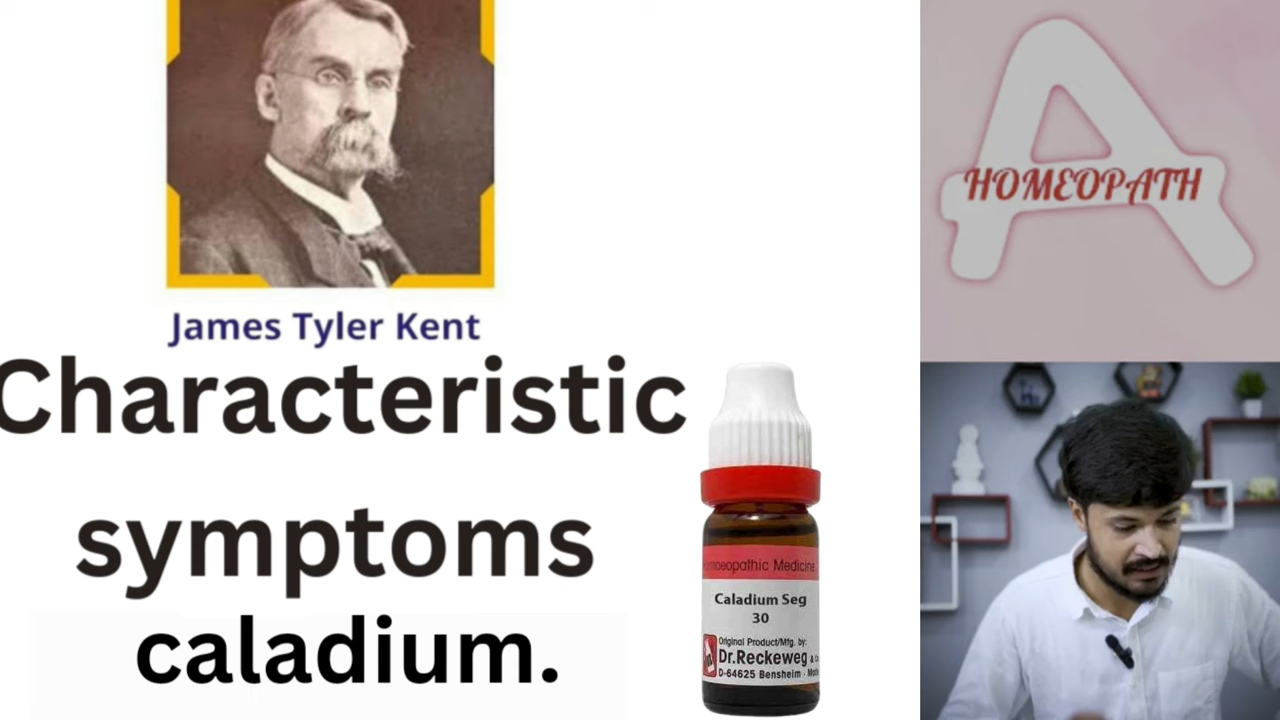 James Tyler Kent
Characteristic
symptoms
caladium.
moeopathic Medicine
Caladium Seg
30
Original Product/Mfg. by:
Dr.Reckeweg & C
D-64625 Bensheim
HOMEOPATH